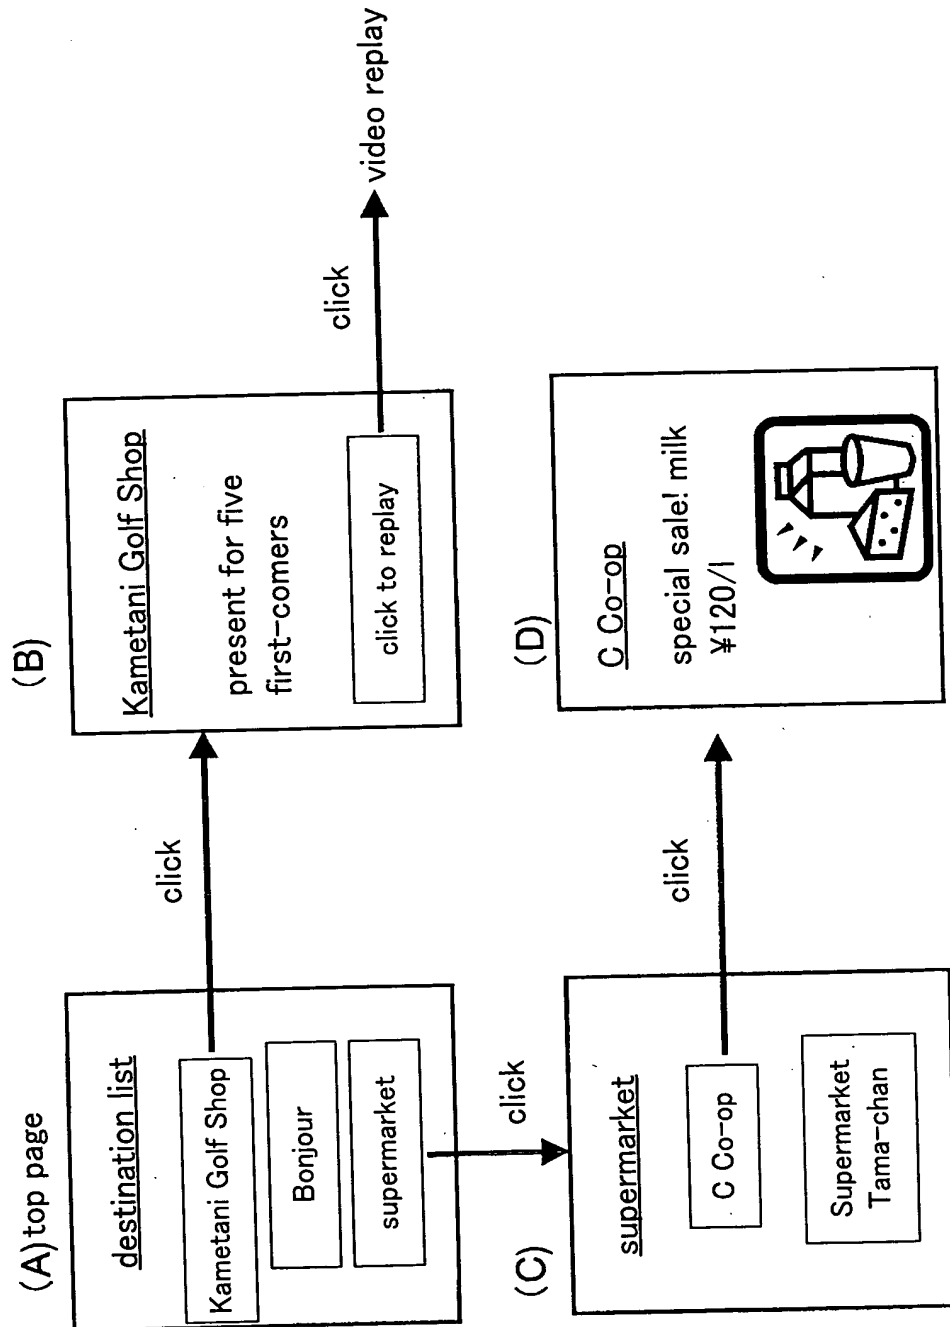 (A)top page
destination list
Kametani Golf Shop
Bonjour
supermarket
click
click
(B)
Kametani Golf Shop
present for five
first-comers
click to replay
click
video replay
(C)
supermarket
C Co-op
Supermarket
Tama-chan
click
(D)
C Co-op
special sale! milk
¥120/l